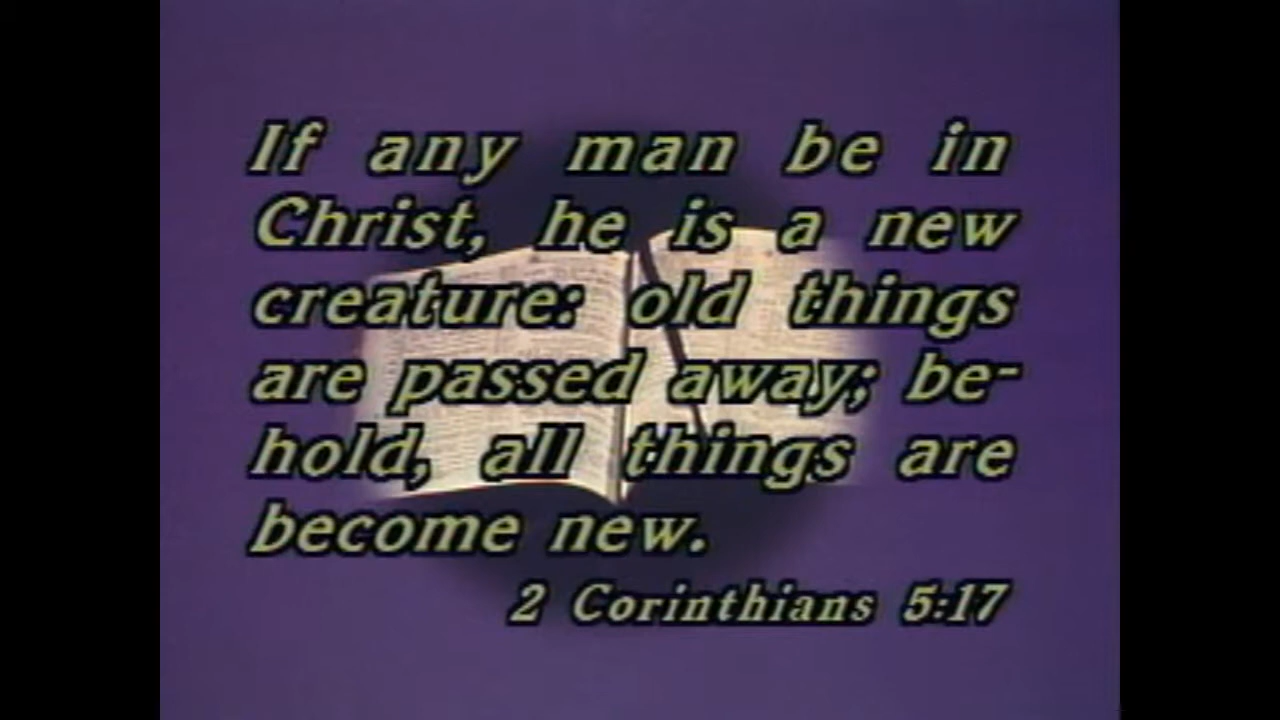 If any man be in
Christ, he is a new
creature: old things
are passed away; be-
hold, all things are
become new.
2 Corinthians 5:17